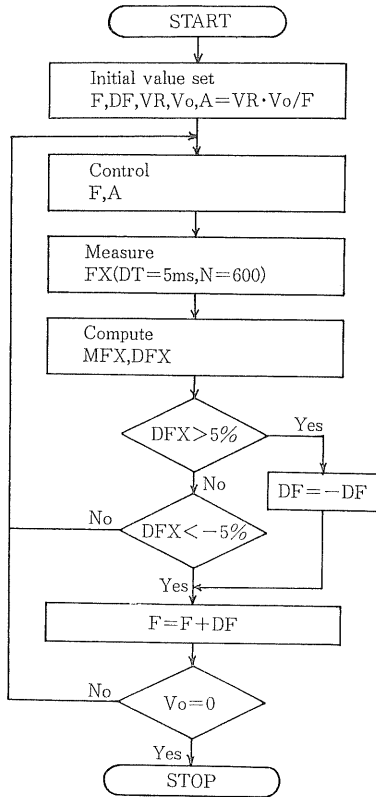 START
Initial value set
F,DF,VR,Vo,A=VR·Vo/F
Control
F,A
Measure
FX(DT=5ms,N=600)
Compute
MFX,DFX
DFX>5%
Yes
No
DF=-DF
DFX<-5%
No
Yes
F=F+DF
Vo=0
No
Yes
STOP